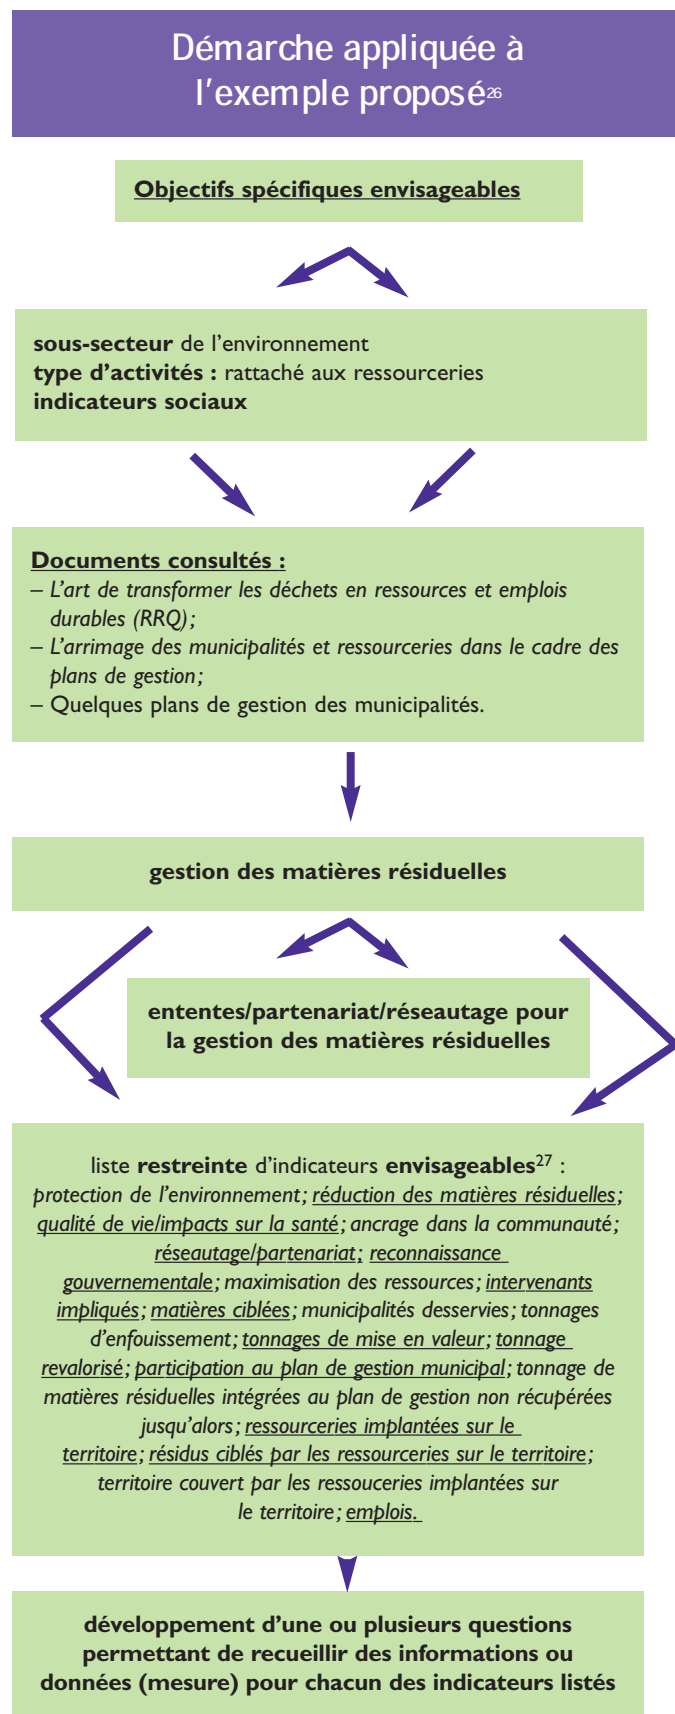 Démarche appliquée à
l'exemple proposé26
Objectifs spécifiques envisageables
sous-secteur de l'environnement
type d'activités : rattaché aux ressourceries
indicateurs sociaux
Documents consultés :
– L'art de transformer les déchets en ressources et emplois
durables (RRQ);
– L'arrimage des municipalités et ressourceries dans le cadre des
plans de gestion;
– Quelques plans de gestion des municipalités.
gestion des matières résiduelles
ententes/partenariat/réseautage pour
la gestion des matières résiduelles
liste restreinte d'indicateurs envisageables27 :
protection de l'environnement; réduction des matières résiduelles;
qualité de vie/impacts sur la santé; ancrage dans la communauté;
réseautage/partenariat; reconnaissance
gouvernementale; maximisation des ressources; intervenants
impliqués; matières ciblées; municipalités desservies; tonnages
d'enfouissement; tonnages de mise en valeur; tonnage
revalorisé; participation au plan de gestion municipal; tonnage de
matières résiduelles intégrées au plan de gestion non récupérées
jusqu'alors; ressourceries implantées sur le
territoire; résidus ciblés par les ressourceries sur le territoire;
territoire couvert par les ressouceries implantées sur
le territoire; emplois.
développement d'une ou plusieurs questions
permettant de recueillir des informations ou
données (mesure) pour chacun des indicateurs listés